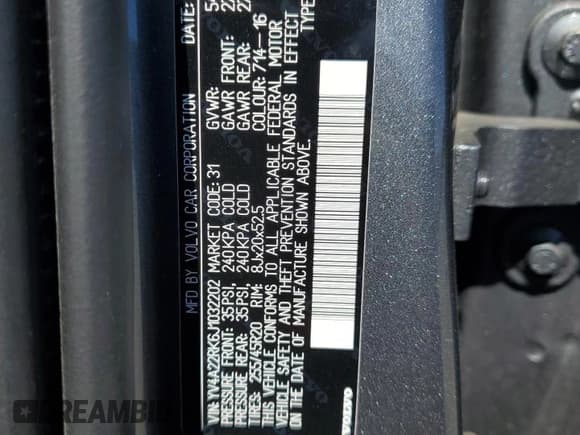 MFD BY VOLVO CAR CORPORATION DATE:
VIN: YV4A22RK6J1032202 MARKET CODE: 31 GVWR:
PRESSURE FRONT: 35PSI, 240KPA COLD GAWR FRONT:
PRESSURE REAR: 35PSI, 240KPA COLD GAWR REAR:
TIRES: 255/45R20 RIM: 8Jx20x52.5 COLOUR: 714--16
THIS VEHICLE CONFORMS TO ALL APPLICABLE FEDERAL MOTOR
VEHICLE SAFETY AND THEFT PREVENTION STANDARDS IN EFFECT
ON DATE OF MANUFACTURE SHOWN ABOVE. TYPE
VOLVO
DREAMBID